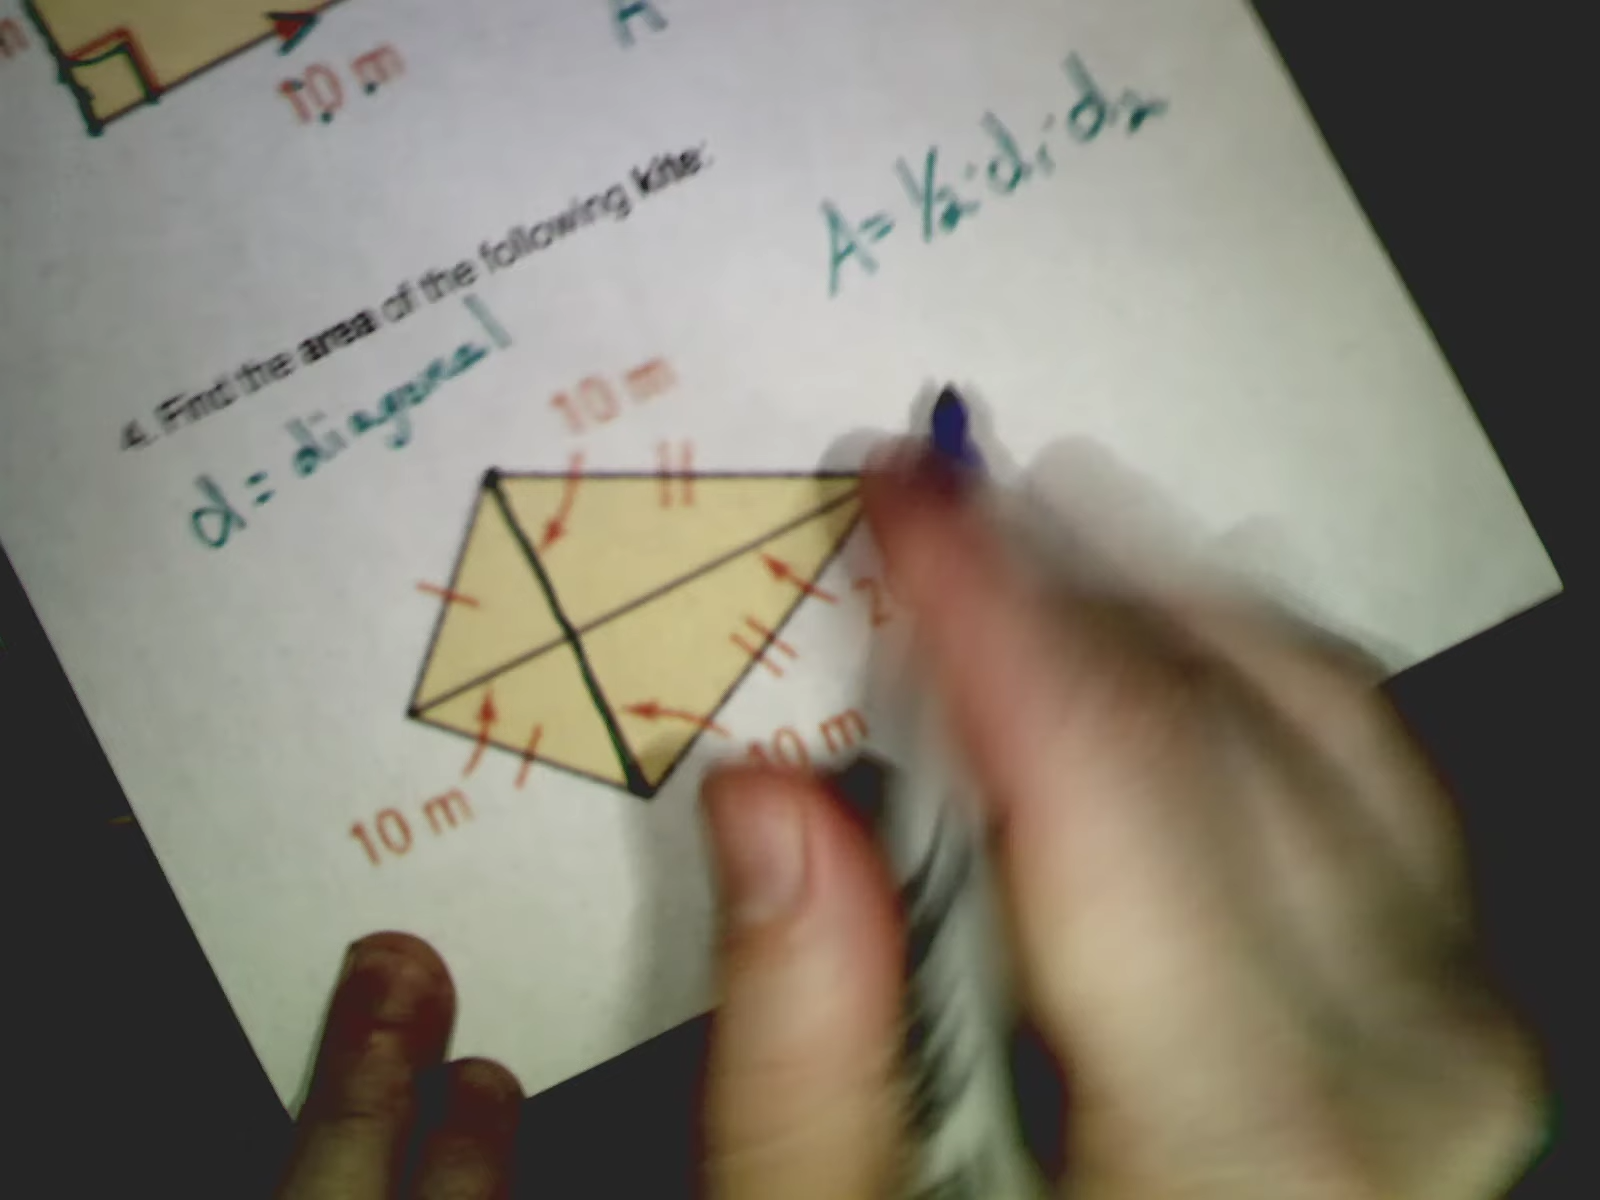 10 m
A
4. Find the area of the following kite:
A = 1/2 · d1 · d2
d = diagonal
10 m
10 m
10 m